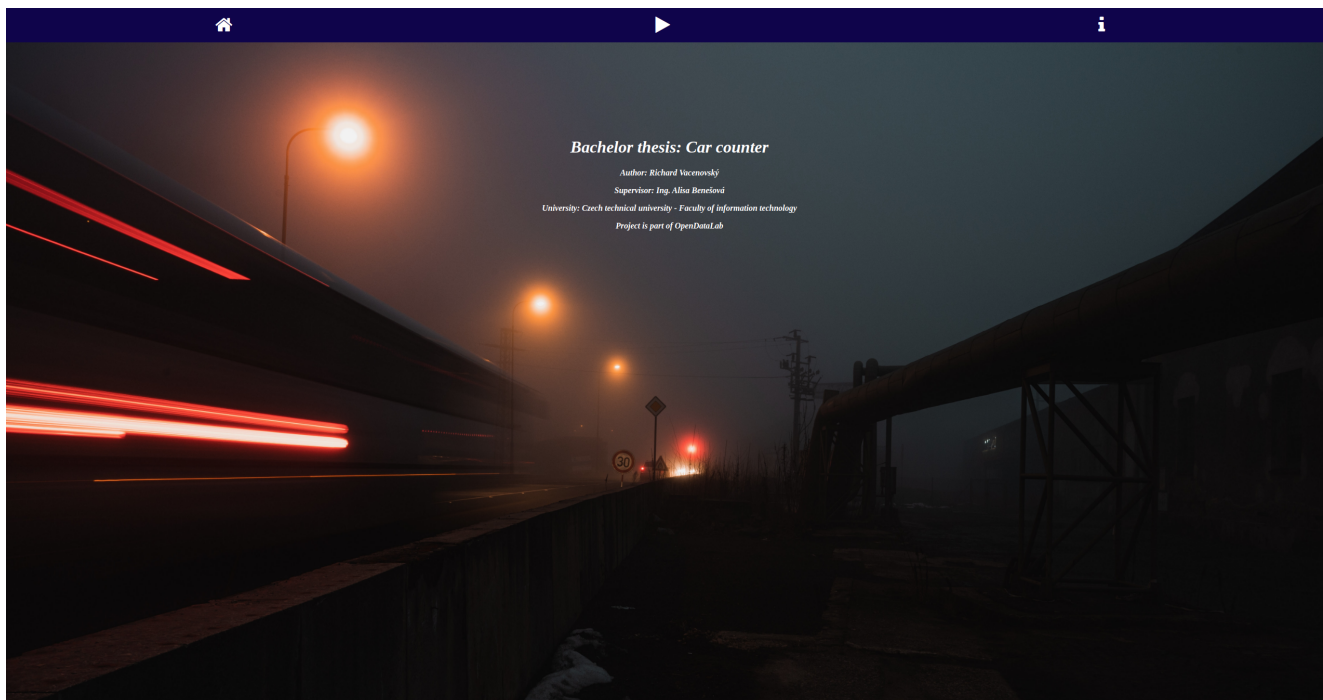 Bachelor thesis: Car counter
Author: Richard Vacenovský
Supervisor: Ing. Alisa Benešová
University: Czech technical university - Faculty of information technology
Project is part of OpenDataLab
30